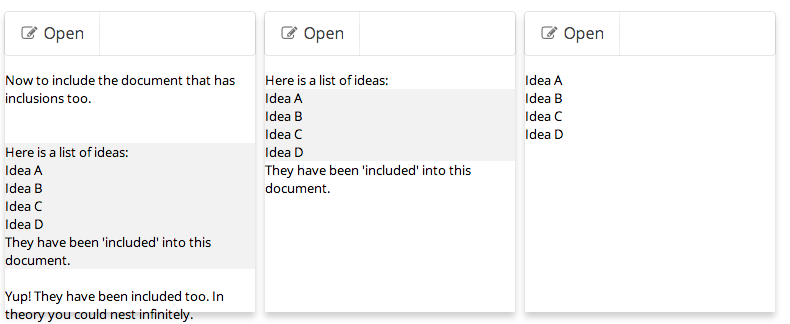 Open
Now to include the document that has
inclusions too.
Here is a list of ideas:
Idea A
Idea B
Idea C
Idea D
They have been 'included' into this
document.
Yup! They have been included too. In
theory you could nest infinitely.
Open
Here is a list of ideas:
Idea A
Idea B
Idea C
Idea D
They have been 'included' into this
document.
Open
Idea A
Idea B
Idea C
Idea D